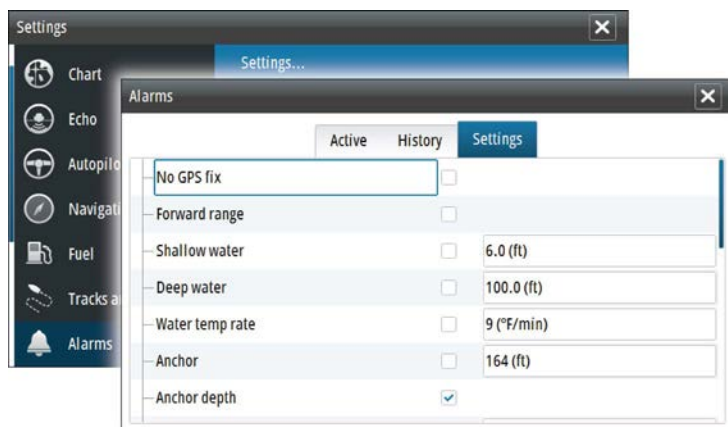 Settings
Settings...
Chart
Echo
Autopilo
Navigati
Fuel
Tracks a
Alarms
Alarms
Active History Settings
No GPS fix
Forward range
Shallow water 6.0 (ft)
Deep water 100.0 (ft)
Water temp rate 9 (°F/min)
Anchor 164 (ft)
Anchor depth